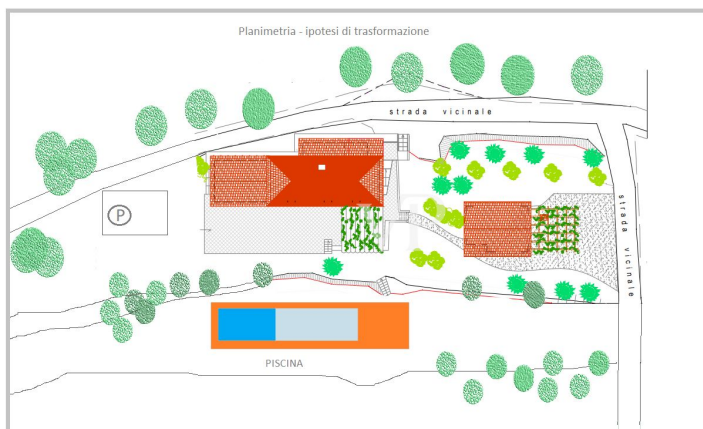 Planimetria - ipotesi di trasformazione
strada vicinale
P
strada vicinale
PISCINA